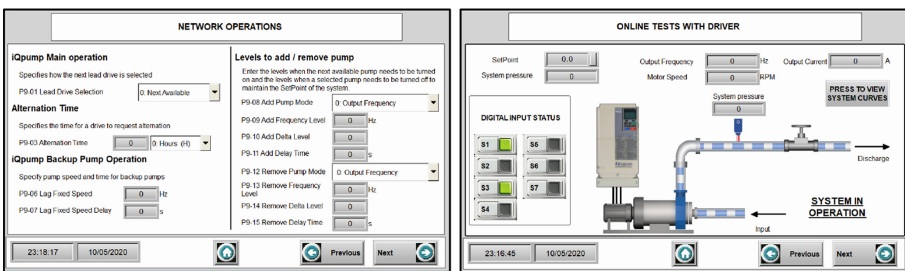 NETWORK OPERATIONS
iQpump Main operation
Specifies how the next lead drive is selected
P9-01 Lead Drive Selection
0: Next Available
Alternation Time
Specifies the time for a drive to request alternation
P9-03 Alternation Time
0
0: Hours (H)
iQpump Backup Pump Operation
Specify pump speed and time for backup pumps
P9-06 Lag Fixed Speed
0
Hz
P9-07 Lag Fixed Speed Delay
0
s
Levels to add / remove pump
Enter the levels when the next available pump needs to be turned
on and the levels when a selected pump needs to be turned off to
maintain the SetPoint of the system.
P9-08 Add Pump Mode
0: Output Frequency
P9-09 Add Frequency Level
0
Hz
P9-10 Add Delta Level
0
P9-11 Add Delay Time
0
s
P9-12 Remove Pump Mode
0: Output Frequency
P9-13 Remove Frequency
Level
0
Hz
P9-14 Remove Delta Level
0
P9-15 Remove Delay Time
0
s
23:18:17
10/05/2020
Previous
Next
ONLINE TESTS WITH DRIVER
SetPoint
0.0
System pressure
0
Output Frequency
0
Hz
Motor Speed
0
RPM
Output Current
0
A
PRESS TO VIEW
SYSTEM CURVES
System pressure
0
DIGITAL INPUT STATUS
S1
S6
S2
S6
S3
S7
S4
Discharge
SYSTEM IN
OPERATION
Input
23:16:45
10/05/2020
Previous
Next